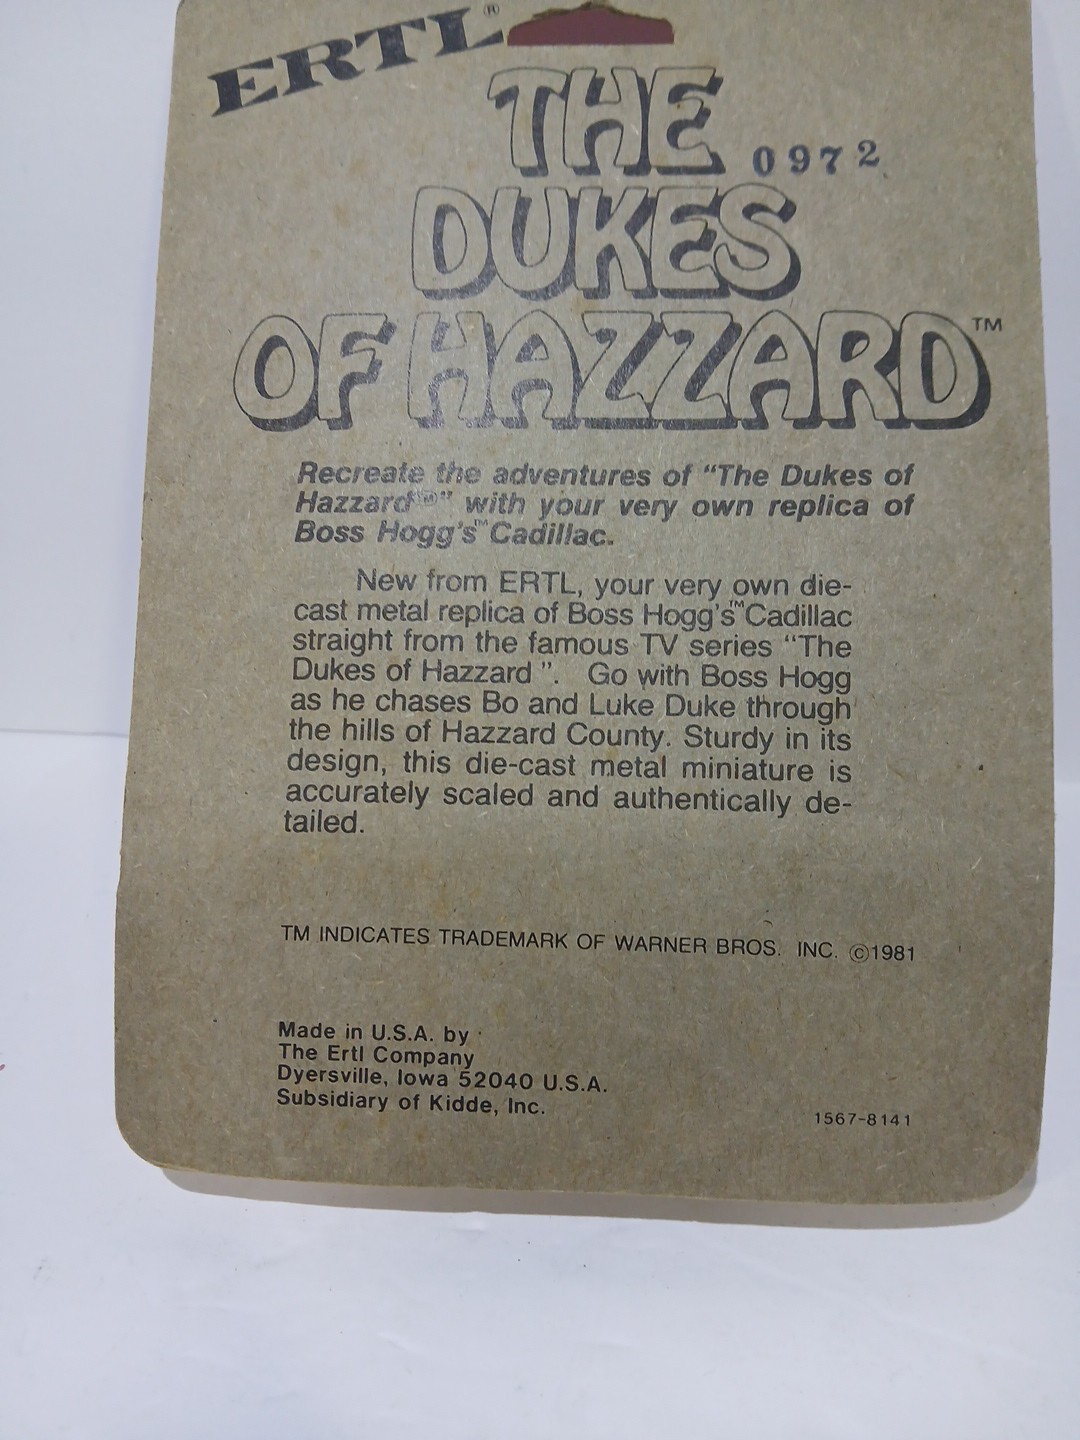 ERTL®
THE
0972
DUKES
OF HAZZARD™
Recreate the adventures of “The Dukes of
Hazzard™®” with your very own replica of
Boss Hogg's™ Cadillac.
New from ERTL, your very own die-
cast metal replica of Boss Hogg's™ Cadillac
straight from the famous TV series “The
Dukes of Hazzard ”. Go with Boss Hogg
as he chases Bo and Luke Duke through
the hills of Hazzard County. Sturdy in its
design, this die-cast metal miniature is
accurately scaled and authentically de-
tailed.
TM INDICATES TRADEMARK OF WARNER BROS. INC. ©1981
Made in U.S.A. by
The Ertl Company
Dyersville, Iowa 52040 U.S.A.
Subsidiary of Kidde, Inc.
1567-8141